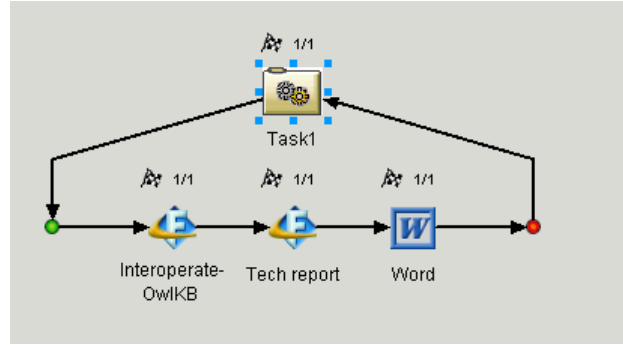 1/1
Task1
1/1 1/1 1/1
Interoperate-
OwlKB
Tech report
Word